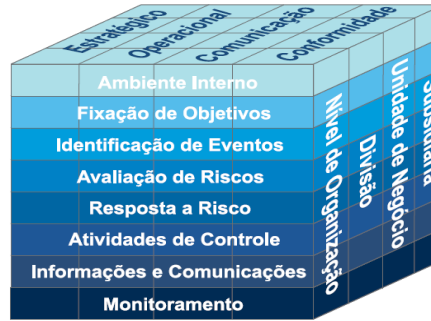 Estratégico
Operacional
Comunicação
Conformidade
Ambiente Interno
Fixação de Objetivos
Identificação de Eventos
Avaliação de Riscos
Resposta a Risco
Atividades de Controle
Informações e Comunicações
Monitoramento
Nível de Organização
Divisão
Unidade de Negócio